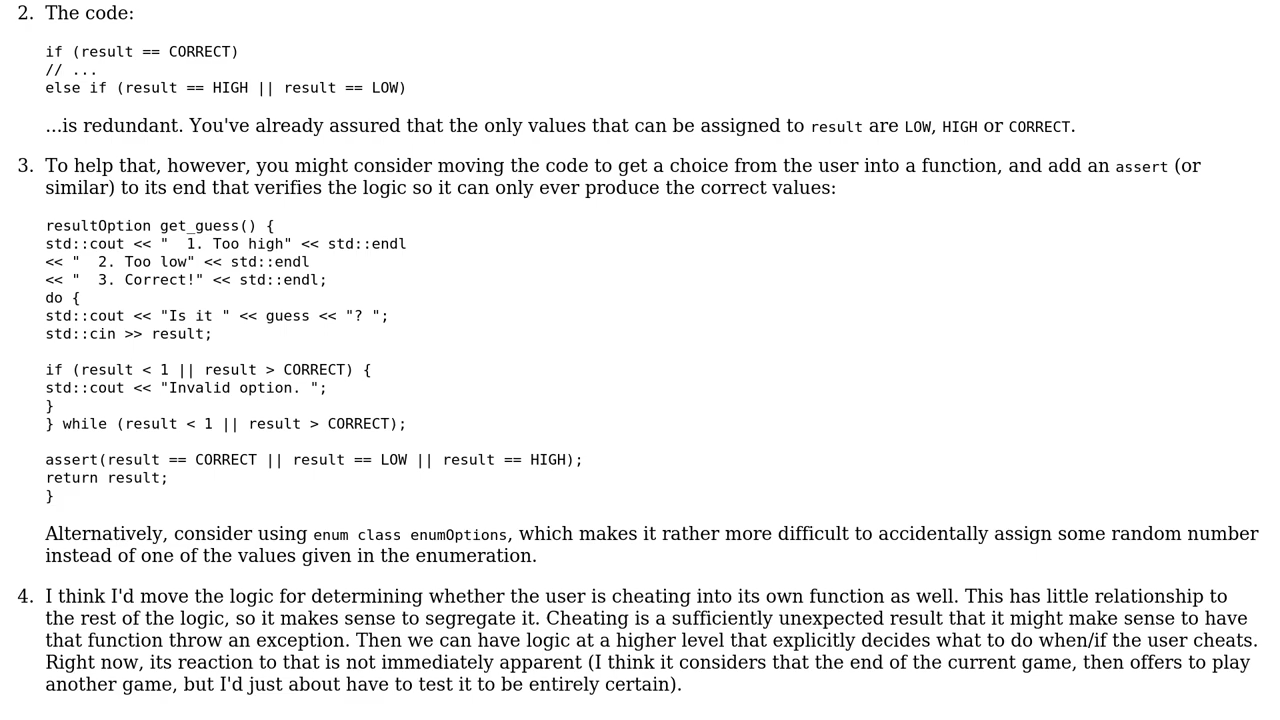 2. The code:
if (result == CORRECT)
// ...
else if (result == HIGH || result == LOW)
...is redundant. You've already assured that the only values that can be assigned to result are LOW, HIGH or CORRECT.
3. To help that, however, you might consider moving the code to get a choice from the user into a function, and add an assert (or
similar) to its end that verifies the logic so it can only ever produce the correct values:
resultOption get_guess() {
std::cout << "  1. Too high" << std::endl
<< "  2. Too low" << std::endl
<< "  3. Correct!" << std::endl;
do {
std::cout << "Is it " << guess << "? ";
std::cin >> result;
if (result < 1 || result > CORRECT) {
std::cout << "Invalid option. ";
}
} while (result < 1 || result > CORRECT);
assert(result == CORRECT || result == LOW || result == HIGH);
return result;
}
Alternatively, consider using enum class enumOptions, which makes it rather more difficult to accidentally assign some random number
instead of one of the values given in the enumeration.
4. I think I'd move the logic for determining whether the user is cheating into its own function as well. This has little relationship to
the rest of the logic, so it makes sense to segregate it. Cheating is a sufficiently unexpected result that it might make sense to have
that function throw an exception. Then we can have logic at a higher level that explicitly decides what to do when/if the user cheats.
Right now, its reaction to that is not immediately apparent (I think it considers that the end of the current game, then offers to play
another game, but I'd just about have to test it to be entirely certain).